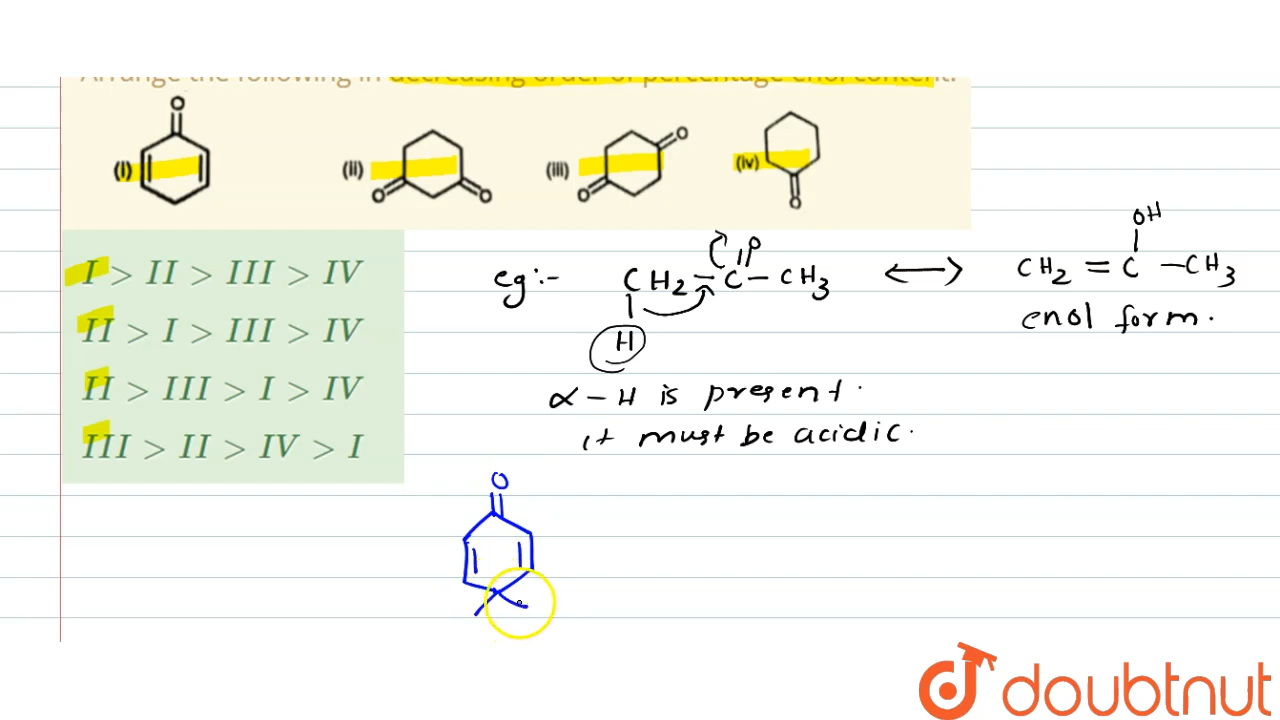 Arrange the following in decreasing order of percentage enol content.
O
(i) (ii) O O (iii) O O (iv) O
I > II > III > IV
II > I > III > IV
II > III > I > IV
III > II > IV > I
eg:- CH2 - C - CH3 ⟷ CH2 = C - CH3
O
OH
H
enol form.
α - H is present.
it must be acidic.
O
doubtnut